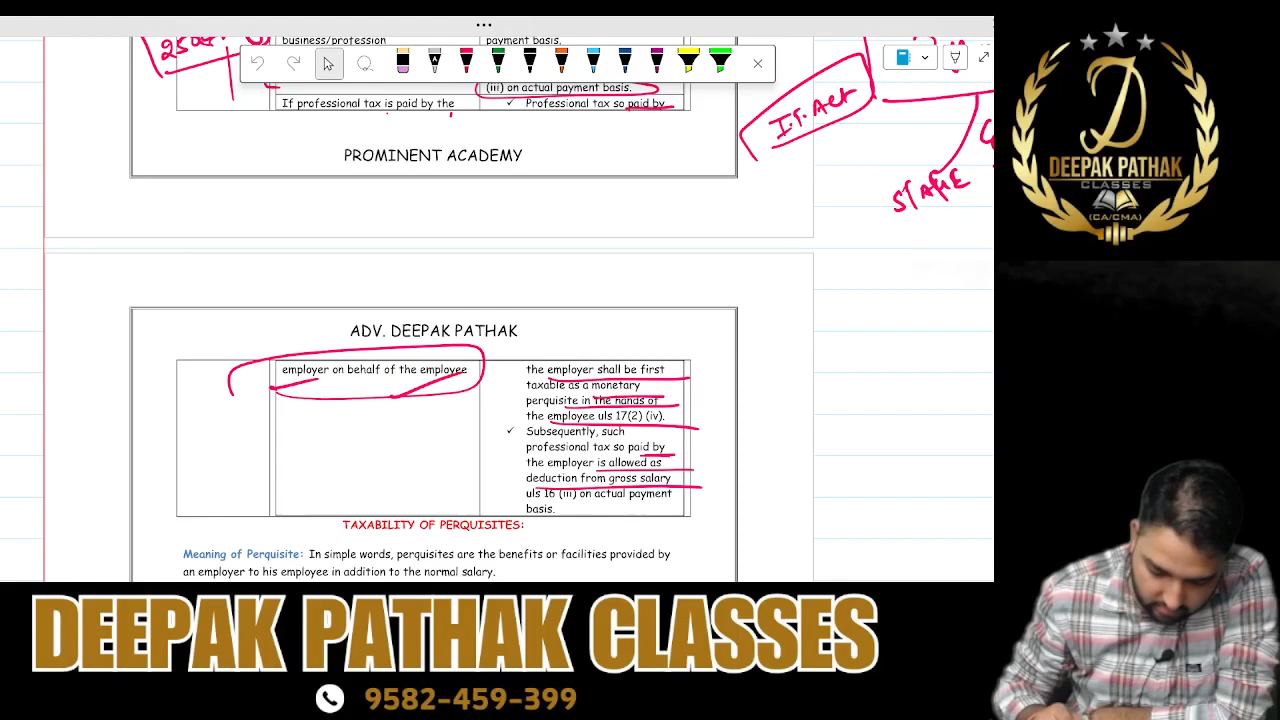 2500/-
business/profession
payment basis.
(iii) on actual payment basis.
If professional tax is paid by the
✓ Professional tax so paid by
PROMINENT ACADEMY
I.T. Act
STATE
ADV. DEEPAK PATHAK
employer on behalf of the employee
the employer shall be first
taxable as a monetary
perquisite in the hands of
the employee uls 17(2) (iv).
✓ Subsequently, such
professional tax so paid by
the employer is allowed as
deduction from gross salary
uls 16 (iii) on actual payment
basis.
TAXABILITY OF PERQUISITES:
Meaning of Perquisite: In simple words, perquisites are the benefits or facilities provided by
an employer to his employee in addition to the normal salary.
D
DEEPAK PATHAK
CLASSES
(CA/CMA)
DEEPAK PATHAK CLASSES
9582-459-399